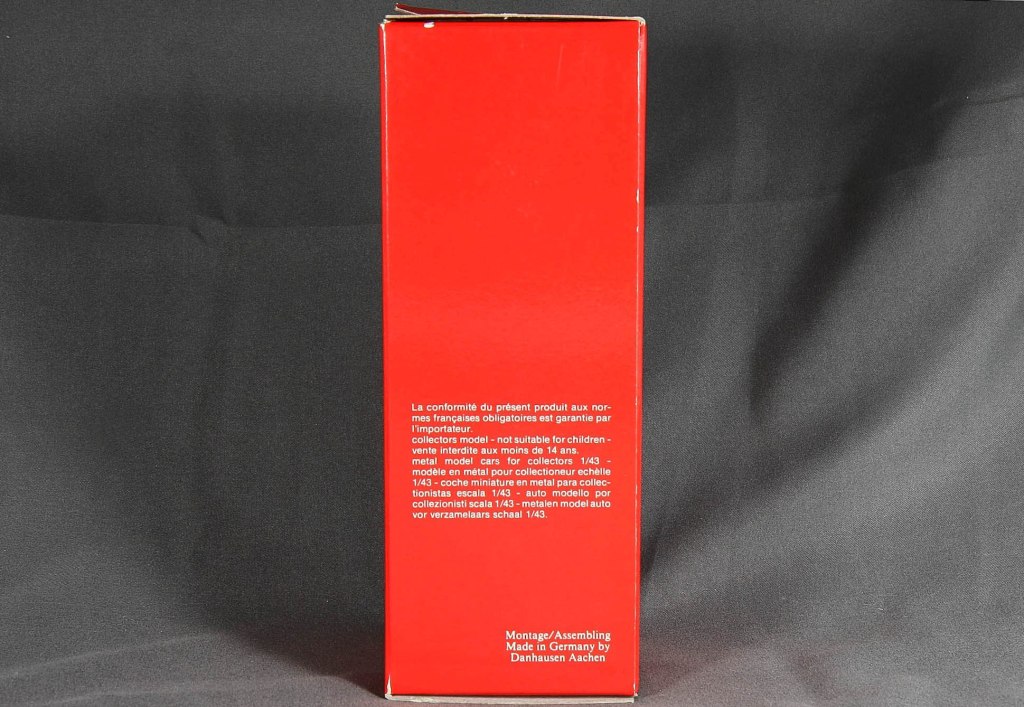 La conformité du présent produit aux nor-
mes françaises obligatoires est garantie par
l'importateur.
collectors model - not suitable for children -
vente interdite aux moins de 14 ans.
metal model cars for collectors 1/43 -
modèle en métal pour collectioneur echèlle
1/43 - coche miniature en metal para collec-
tionistas escala 1/43 - auto modello por
collezionisti scala 1/43 - metalen model auto
vor verzamelaars schaal 1/43.
Montage/Assembling
Made in Germany by
Danhausen Aachen